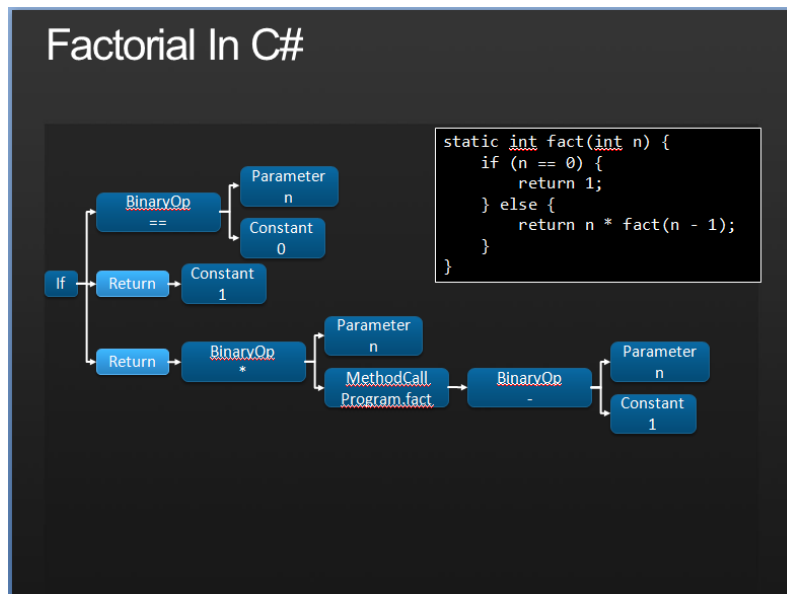 Factorial In C#
static int fact(int n) {
if (n == 0) {
return 1;
} else {
return n * fact(n - 1);
}
}
If
BinaryOp
==
Parameter
n
Constant
0
Return
Constant
1
Return
BinaryOp
*
Parameter
n
MethodCall
Program.fact
BinaryOp
-
Parameter
n
Constant
1